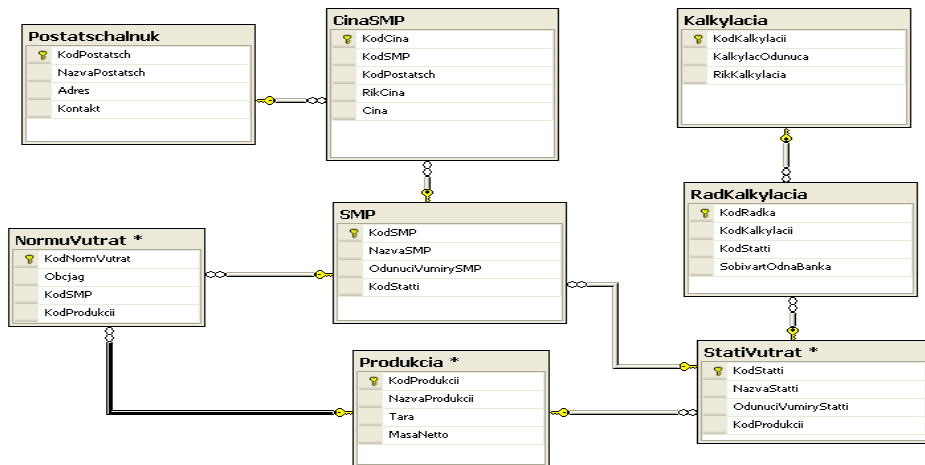 Postatschalnuk
KodPostatsch
NazvaPostatsch
Adres
Kontakt
CinaSMP
KodCina
KodSMP
KodPostatsch
RikCina
Cina
Kalkylacia
KodKalkylacii
KalkylacOdunuca
RikKalkylacia
RadKalkylacia
KodRadka
KodKalkylacii
KodStatti
SobivartOdnaBanka
SMP
KodSMP
NazvaSMP
OdunuciVumirySMP
KodStatti
NormuVutrat *
KodNormVutrat
Obcjag
KodSMP
KodProdukcii
Produkcia *
KodProdukcii
NazvaProdukcii
Tara
MasaNetto
StatiVutrat *
KodStatti
NazvaStatti
OdunuciVumiryStatti
KodProdukcii